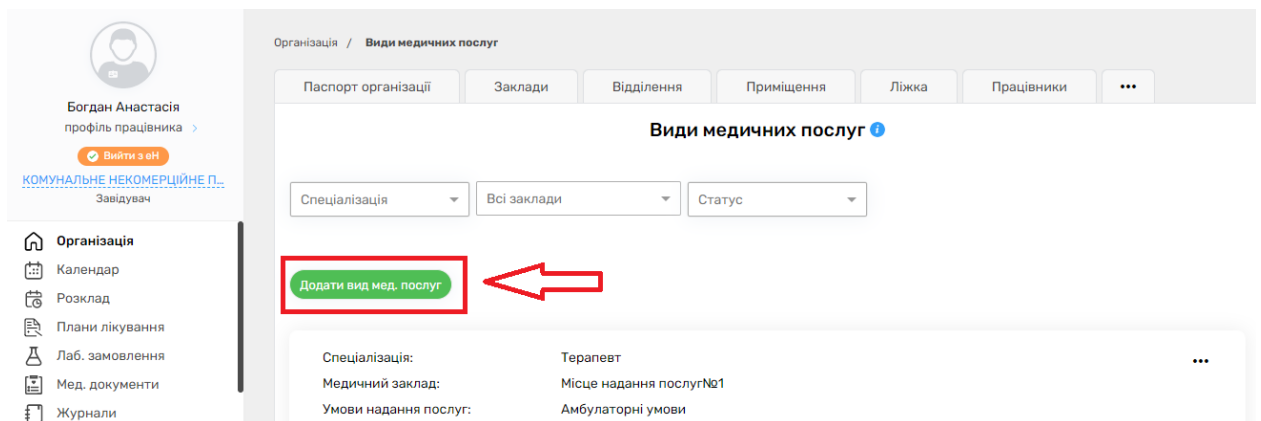 Організація / Види медичних послуг
Паспорт організації Заклади Відділення Приміщення Ліжка Працівники •••
Богдан Анастасія
профіль працівника >
Вийти з еН
КОМУНАЛЬНЕ НЕКОМЕРЦІЙНЕ П...
Завідувач
Організація
Календар
Розклад
Плани лікування
Лаб. замовлення
Мед. документи
Журнали
Види медичних послуг i
Спеціалізація Всі заклади Статус
Додати вид мед. послуг
Спеціалізація: Терапевт •••
Медичний заклад: Місце надання послуг№1
Умови надання послуг: Амбулаторні умови